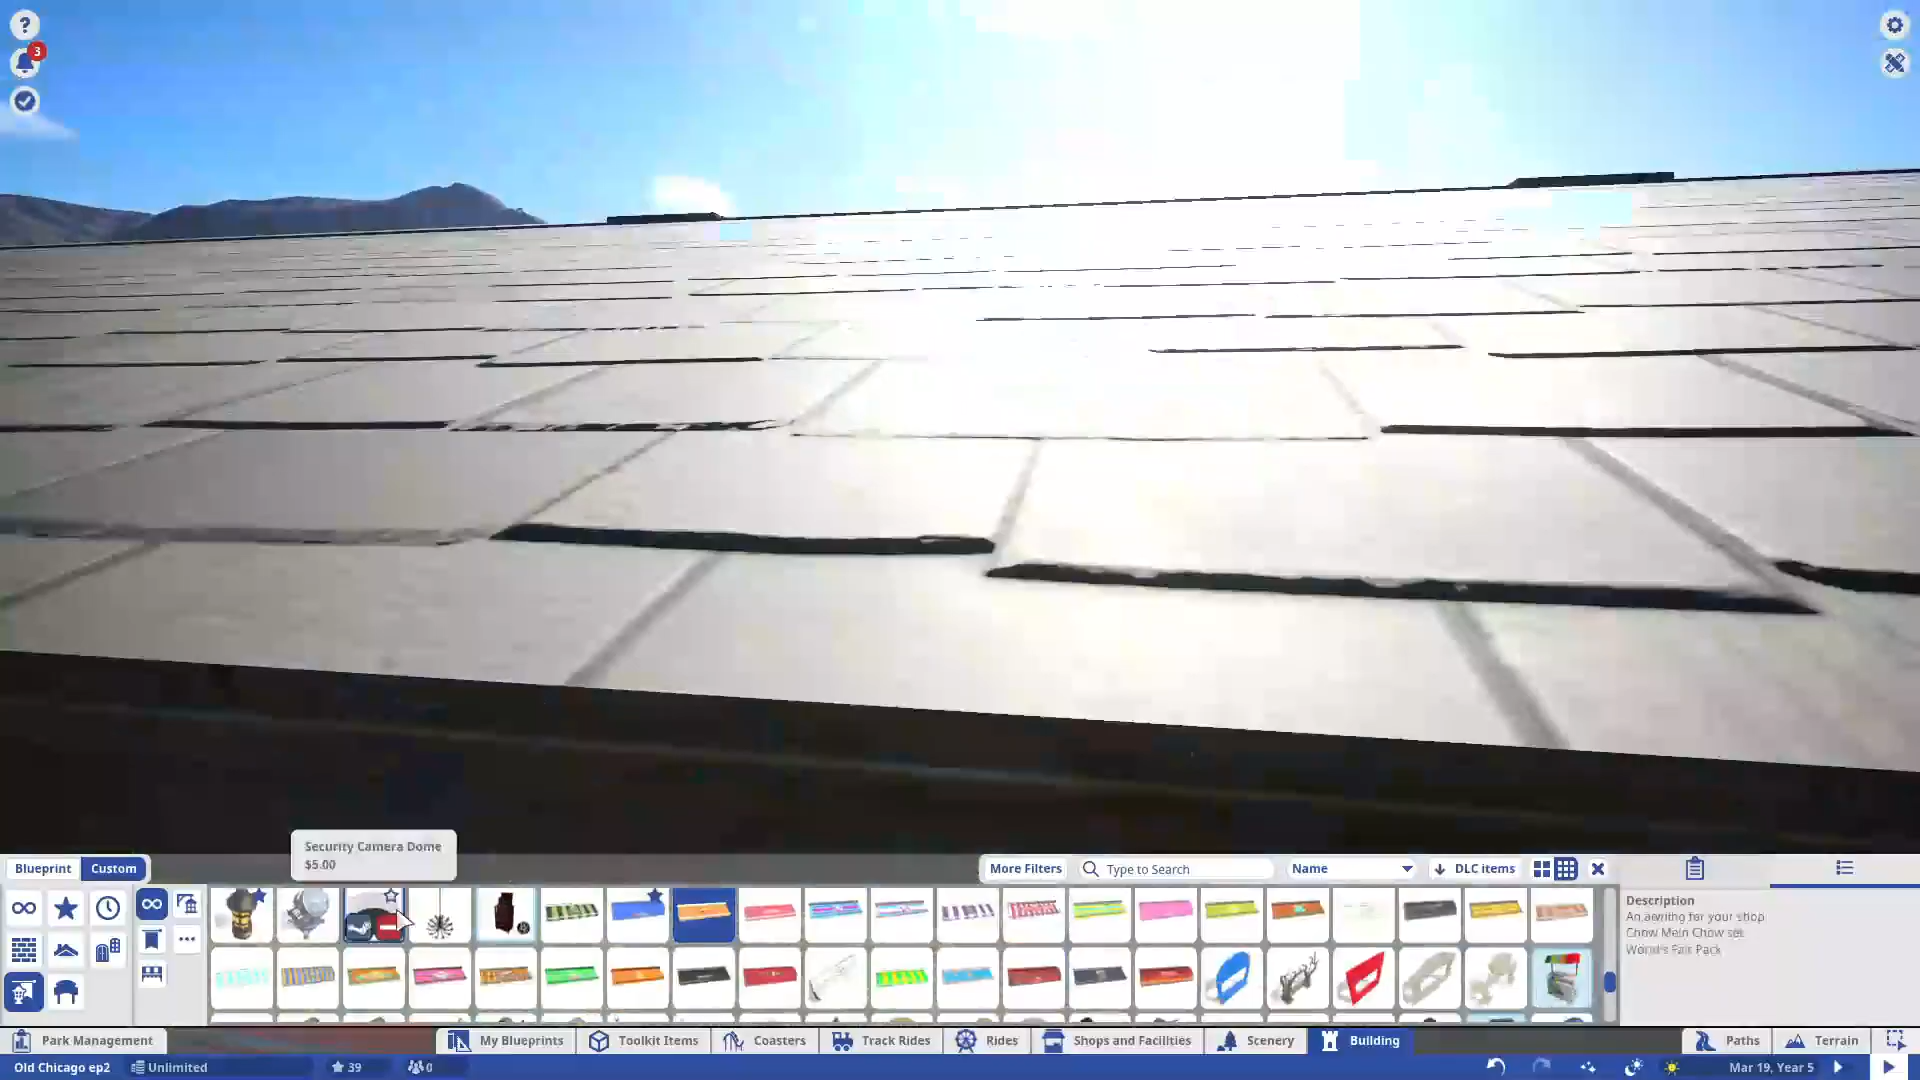 ?
3
Security Camera Dome
$5.00
Blueprint
Custom
More Filters
Type to Search
Name
DLC items
Description
An awning for your shop
Chow Mein Chow set
World's Fair Pack
Park Management
My Blueprints
Toolkit Items
Coasters
Track Rides
Rides
Shops and Facilities
Scenery
Building
Paths
Terrain
Old Chicago ep2
Unlimited
39
0
Mar 19, Year 5